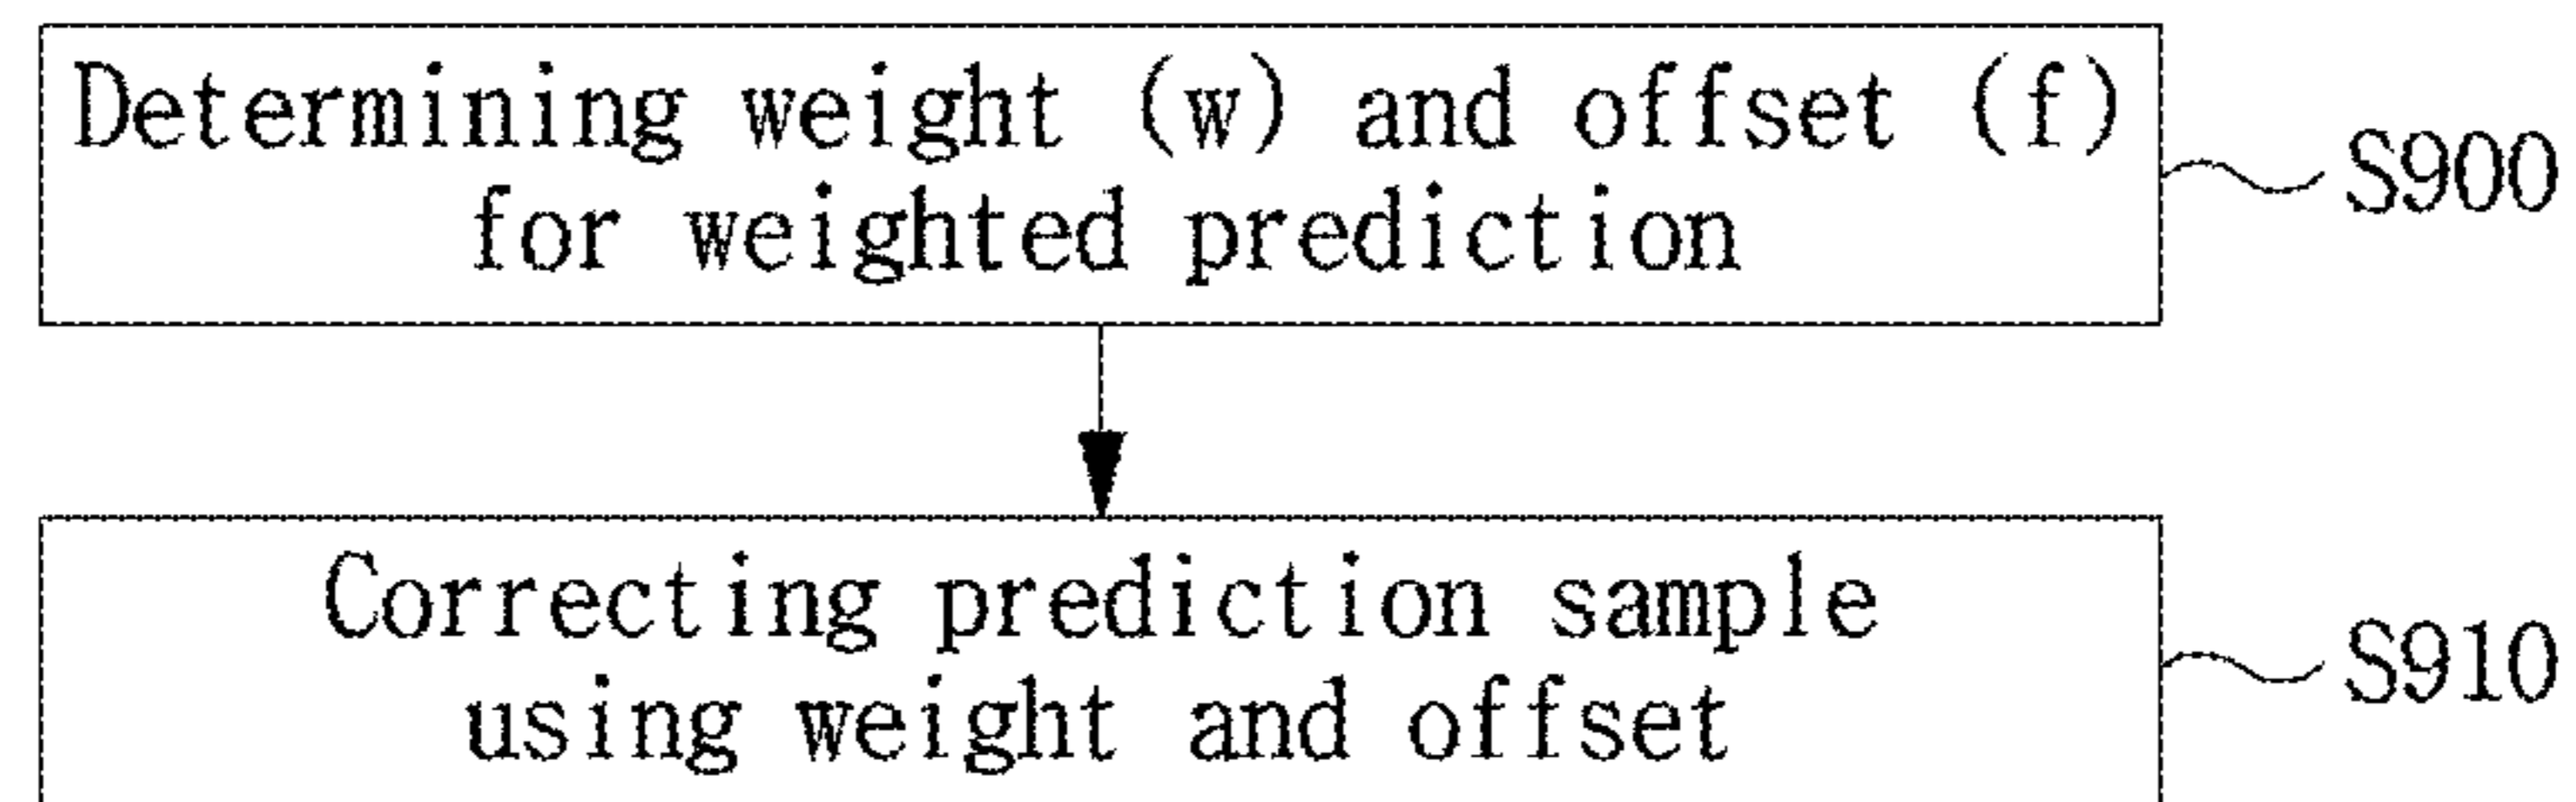 Determining weight (w) and offset (f)
for weighted prediction
S900
Correcting prediction sample
using weight and offset
S910